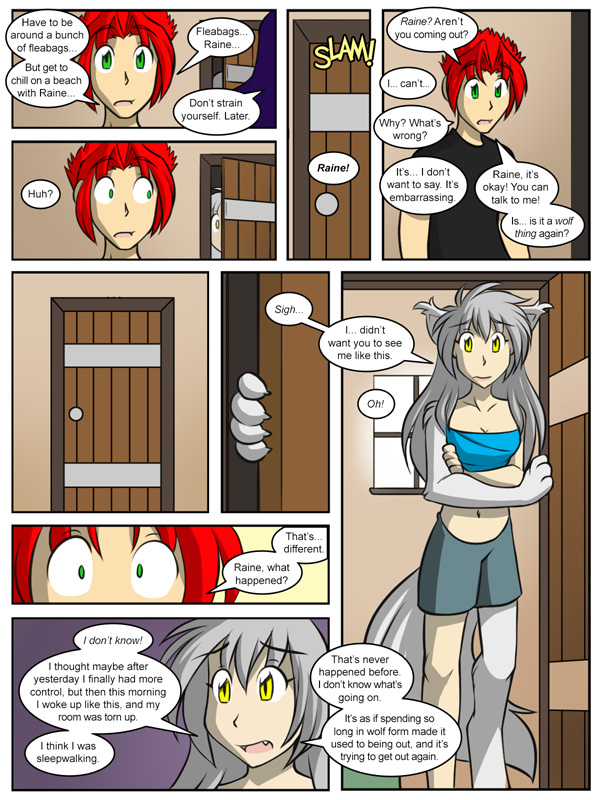 Have to be
around a bunch
of fleabags...
But get to
chill on a beach
with Raine...
Fleabags...
Raine...
Don't strain
yourself. Later.
Huh?
SLAM!
Raine!
Raine? Aren't
you coming out?
I... can't...
Why? What's
wrong?
It's... I don't
want to say. It's
embarrassing.
Raine, it's
okay! You can
talk to me!
Is... is it a wolf
thing again?
Sigh...
I... didn't
want you to see
me like this.
Oh!
That's...
different.
Raine, what
happened?
I don't know!
I thought maybe after
yesterday I finally had more
control, but then this morning
I woke up like this, and my
room was torn up.
I think I was
sleepwalking.
That's never
happened before.
I don't know what's
going on.
It's as if spending so
long in wolf form made it
used to being out, and it's
trying to get out again.